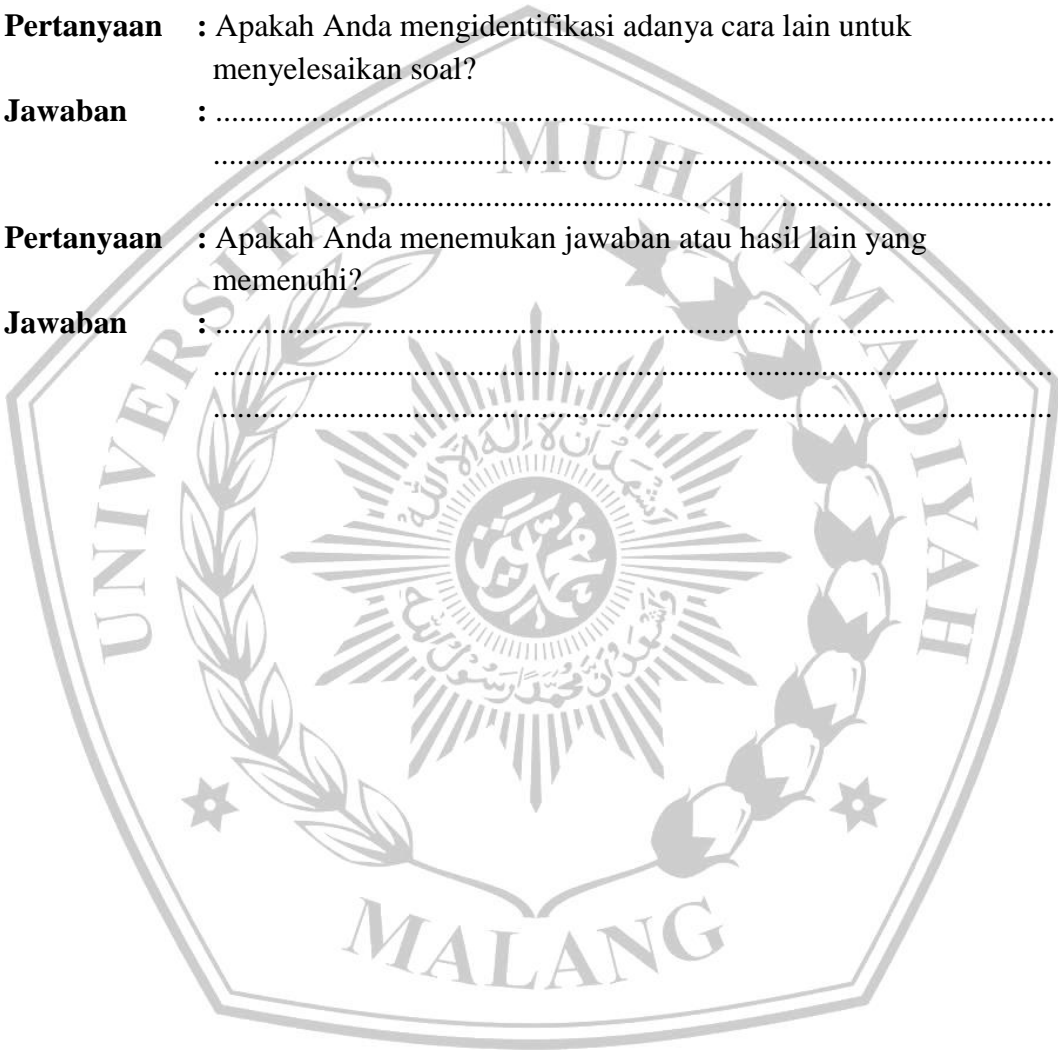 Pertanyaan : Apakah Anda mengidentifikasi adanya cara lain untuk
menyelesaikan soal?
Jawaban : .........................................................................................................
.........................................................................................................
.........................................................................................................
Pertanyaan : Apakah Anda menemukan jawaban atau hasil lain yang
memenuhi?
Jawaban : .........................................................................................................
.........................................................................................................
.........................................................................................................
UNIVERSITAS MUHAMMADIYAH
MALANG